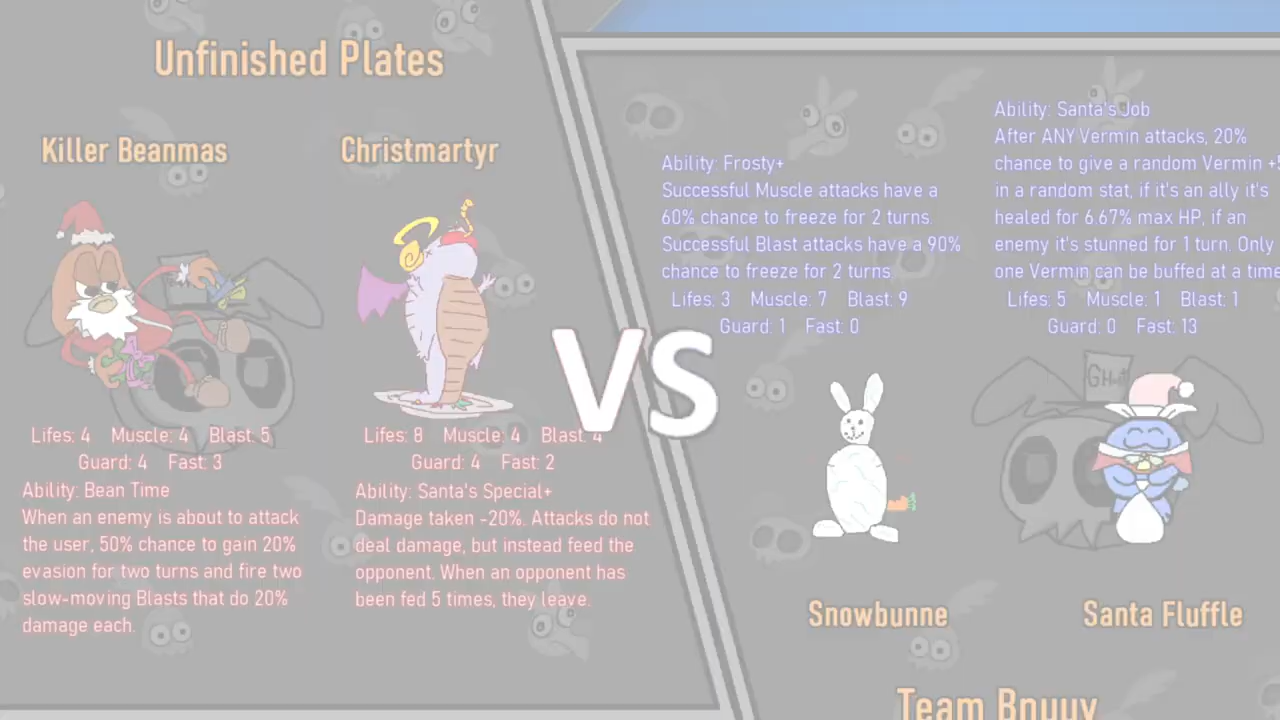 Unfinished Plates
Killer Beanmas
Christmartyr
Lifes: 4 Muscle: 4 Blast: 5
Guard: 4 Fast: 3
Ability: Bean Time
When an enemy is about to attack
the user, 50% chance to gain 20%
evasion for two turns and fire two
slow-moving Blasts that do 20%
damage each.
Lifes: 8 Muscle: 4 Blast: 4
Guard: 4 Fast: 2
Ability: Santa's Special+
Damage taken -20%. Attacks do not
deal damage, but instead feed the
opponent. When an opponent has
been fed 5 times, they leave.
VS
Ability: Frosty+
Successful Muscle attacks have a
60% chance to freeze for 2 turns.
Successful Blast attacks have a 90%
chance to freeze for 2 turns.
Lifes: 3 Muscle: 7 Blast: 9
Guard: 1 Fast: 0
Ability: Santa's Job
After ANY Vermin attacks, 20%
chance to give a random Vermin +5
in a random stat, if it's an ally it's
healed for 6.67% max HP, if an
enemy it's stunned for 1 turn. Only
one Vermin can be buffed at a time
Lifes: 5 Muscle: 1 Blast: 1
Guard: 0 Fast: 13
Snowbunne
Santa Fluffle
Team Bnuuy